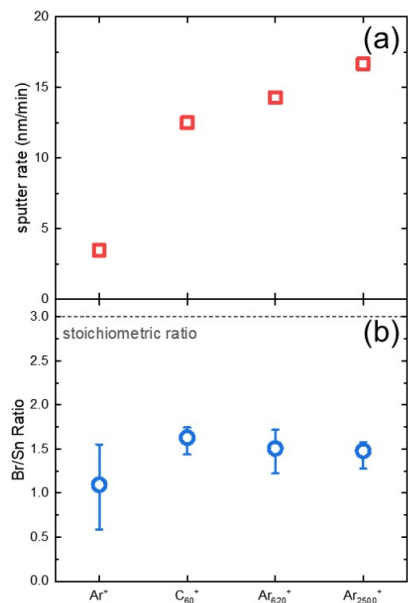 20
(a)
15
10
5
0
sputter rate (nm/min)
3.0
(b)
stoichiometric ratio
2.5
2.0
1.5
1.0
0.5
0.0
Br/Sn Ratio
Ar⁺
C₆₀⁺
Ar₆₂₀⁺
Ar₂₅₀₀⁺